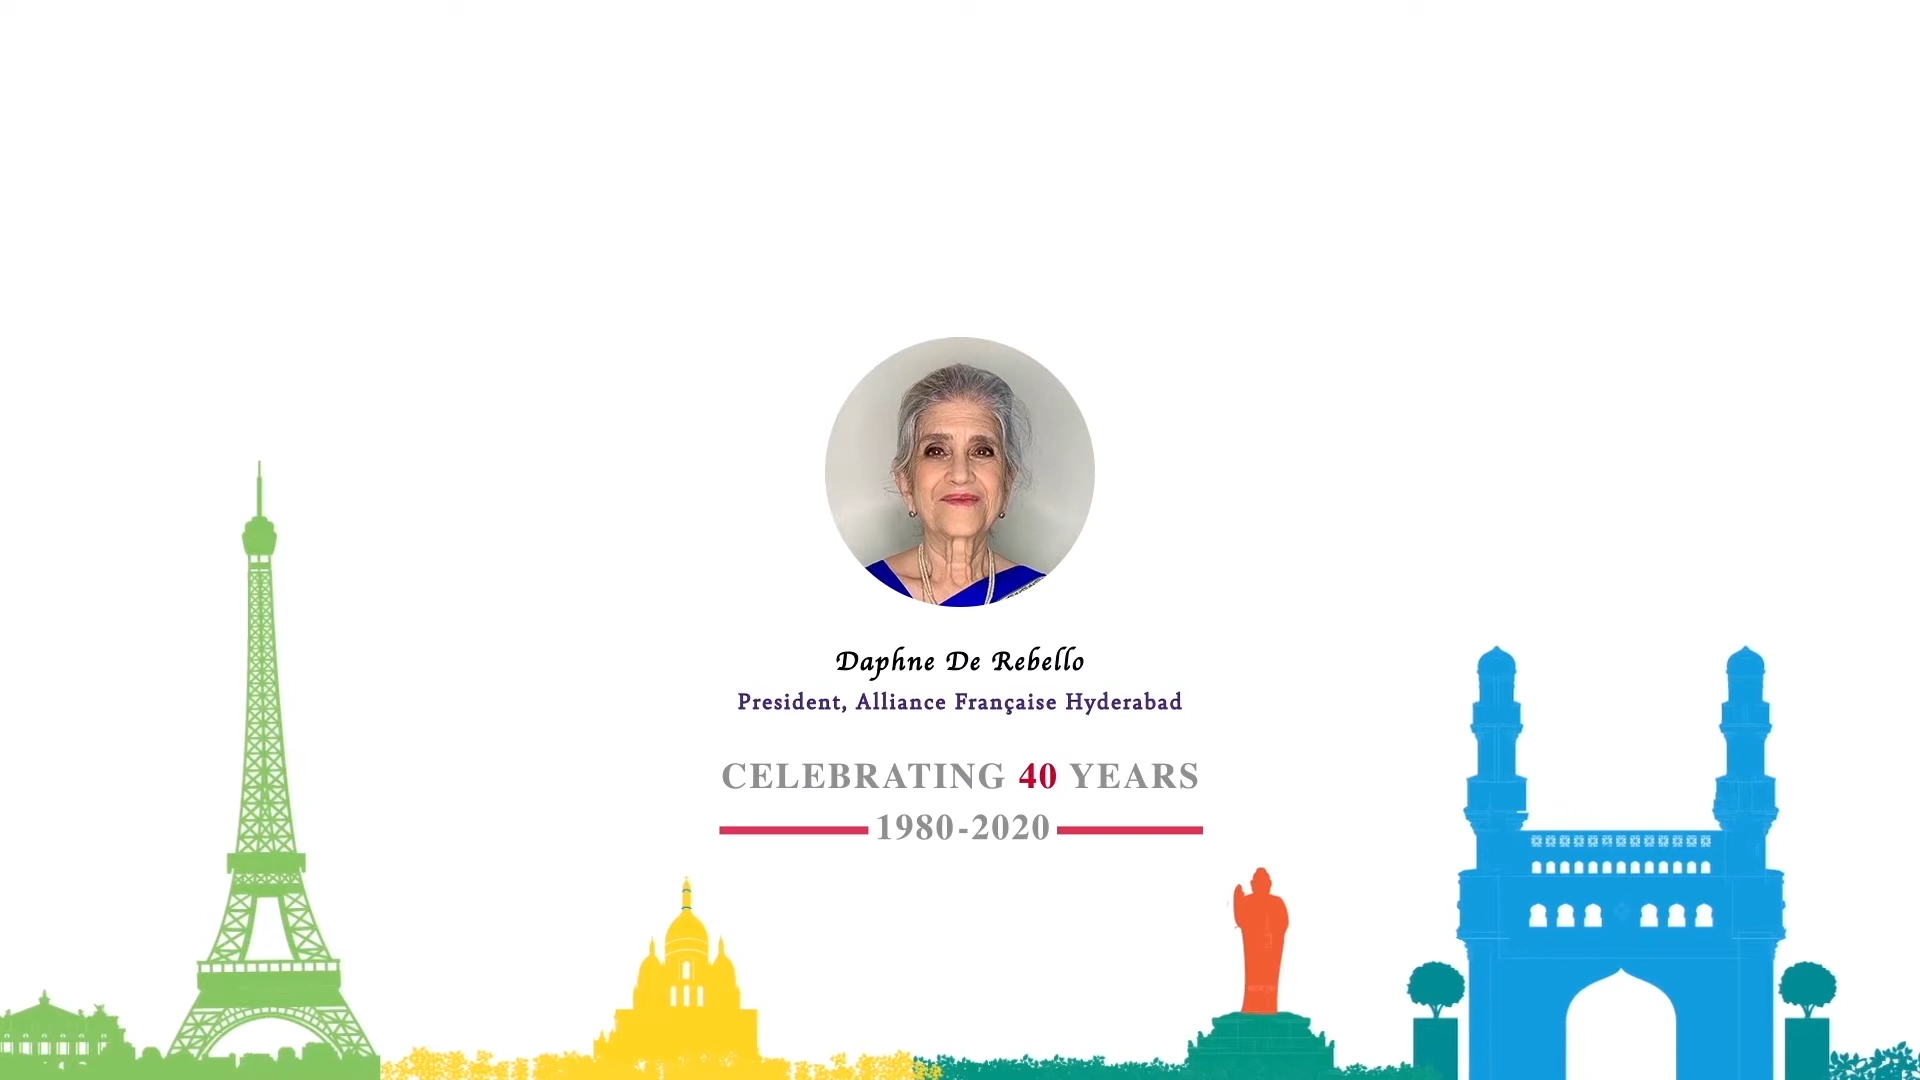 Daphne De Rebello
President, Alliance Française Hyderabad
CELEBRATING 40 YEARS
1980-2020